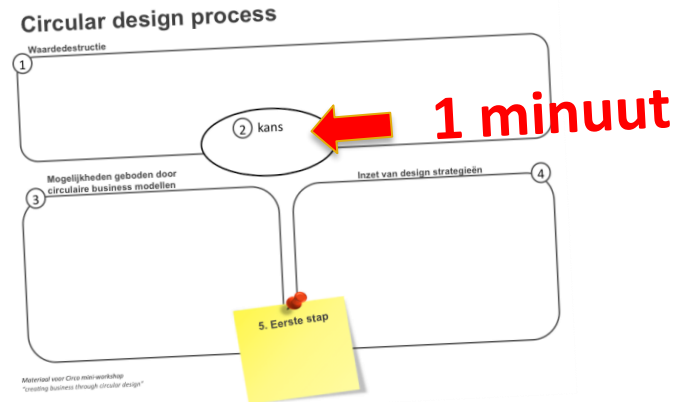 Circular design process
1
Waardedestructie
2 kans
1 minuut
3
Mogelijkheden geboden door
circulaire business modellen
Inzet van design strategieën
4
5. Eerste stap
Materiaal voor Circo mini-workshop
"creating business through circular design"